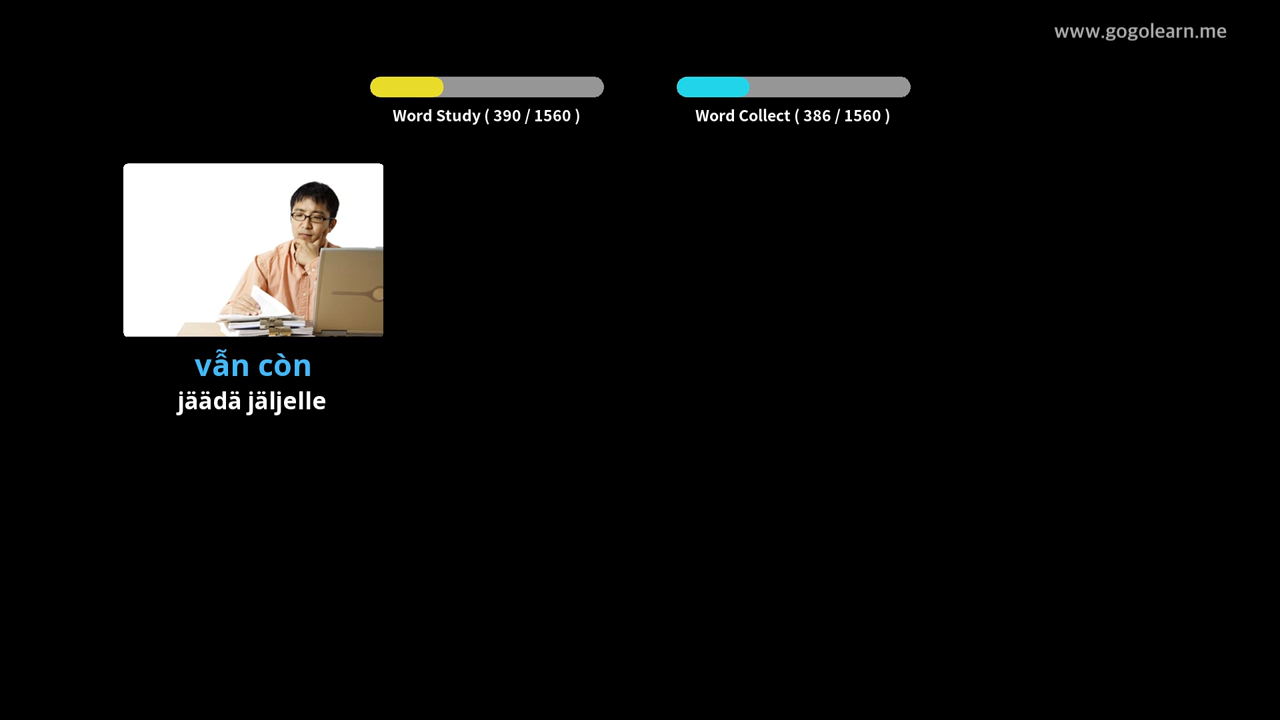 www.gogolearn.me
Word Study ( 390 / 1560 )
Word Collect ( 386 / 1560 )
vẫn còn
jäädä jäljelle